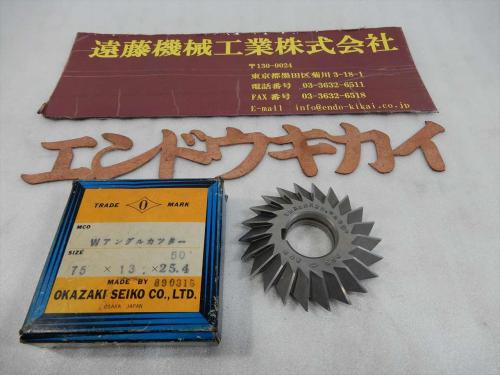 遠藤機械工業株式会社
〒130-0024
東京都墨田区菊川3-18-1
電話番号 03-3632-6511
FAX番号 03-3632-6518
E-mail info@endo-kikai.co.jp
エンドウキカイ
TRADE O MARK
MCO
Wアングルカッター
SIZE 50°
75 × 13 × 25.4
MADE BY 890316
OKAZAKI SEIKO CO., LTD.
OSAKA JAPAN